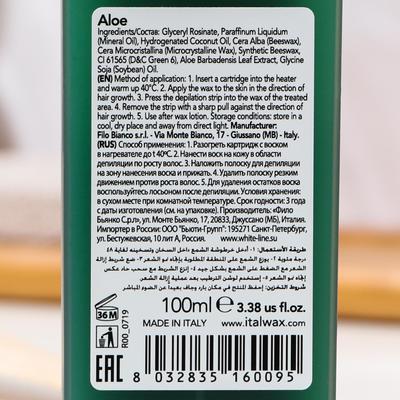 Aloe
Ingredients/Состав: Glyceryl Rosinate, Paraffinum Liquidum
(Mineral Oil), Hydrogenated Coconut Oil, Cera Alba (Beeswax),
Cera Microcristallina (Microcrystalline Wax), Synthetic Beeswax,
CI 61565 (D&C Green 6), Aloe Barbadensis Leaf Extract, Glycine
Soja (Soybean) Oil.
(EN) Method of application: 1. Insert a cartridge into the heater
and warm up 40°C. 2. Apply the wax to the skin in the direction of
hair growth. 3. Press the depilation strip into the wax of the treated
area. 4. Remove the strip with a sharp pull against the direction of
hair growth. 5. Use after wax lotion. Storage conditions: store in a
cool, dry place and away from direct light. Manufacturer:
Filo Bianco s.r.l. - Via Monte Bianco, 17 - Giussano (MB) - Italy.
(RUS) Способ применения: 1. Разогреть картридж с воском
в нагревателе до t 40°C. 2. Нанести воск на кожу в области
депиляции по росту волос. 3. Наложить полоску для депиляции
на зону нанесения воска и прижать. 4. Удалить полоску резким
движением против роста волос. 5. Для удаления остатков воска
воспользуйтесь лосьоном после депиляции. Условия хранения:
в сухом месте при комнатной температуре. Срок годности: 3 года
с даты изготовления (см. на упаковке). Производитель: «Фило
Бьянко С.р.л», ул. Монте Бьянко, 17, 20833, Джуссано (МБ), Италия
Импортер в России: ООО "Бьюти-Групп": 195271 Санкт-Петербург,
ул. Бестужевская, 10 лит А, Россия. www.white-line.su
36 M
R00_0719
100ml e 3.38 us fl.oz.
MADE IN ITALY www.italwax.com
EAC
8 032835 160095